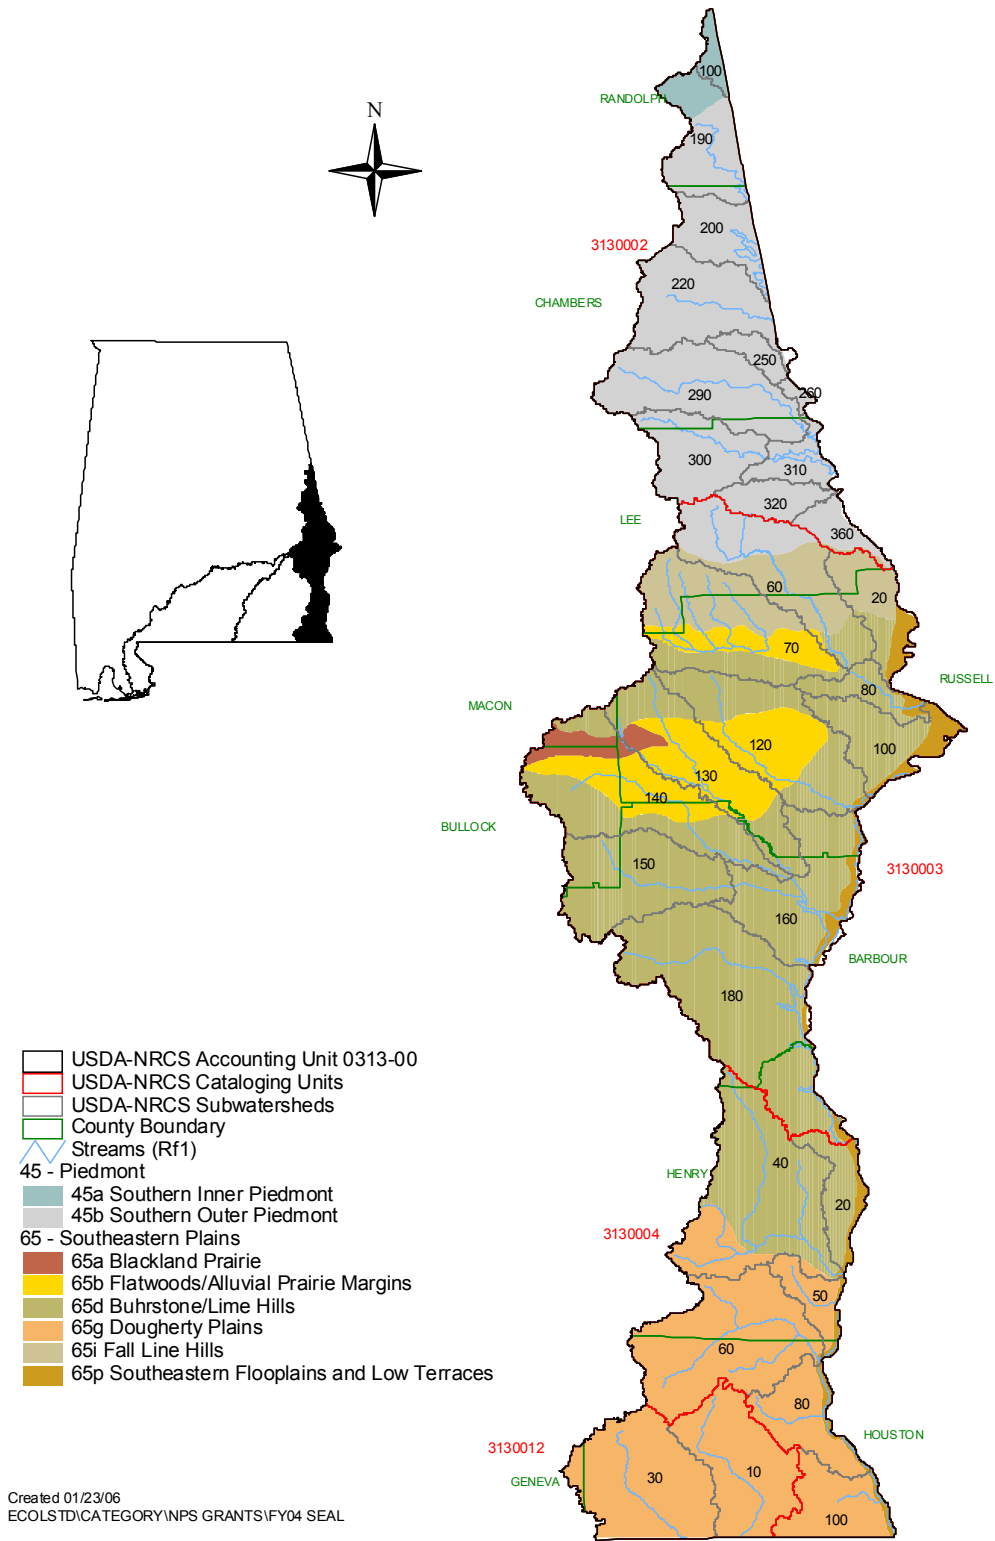 100
RANDOLPH
N
190
200
3130002
220
CHAMBERS
250
260
290
300
310
320
LEE
360
60
20
70
RUSSELL
80
MACON
120
100
130
140
BULLOCK
150
3130003
160
BARBOUR
180
USDA-NRCS Accounting Unit 0313-00
USDA-NRCS Cataloging Units
USDA-NRCS Subwatersheds
County Boundary
Streams (Rf1)
45 - Piedmont
45a Southern Inner Piedmont
45b Southern Outer Piedmont
65 - Southeastern Plains
65a Blackland Prairie
65b Flatwoods/Alluvial Prairie Margins
65d Buhrstone/Lime Hills
65g Dougherty Plains
65i Fall Line Hills
65p Southeastern Flooplains and Low Terraces
40
HENRY
20
3130004
50
60
80
HOUSTON
3130012
GENEVA
30
10
100
Created 01/23/06
ECOLSTD\CATEGORY\NPS GRANTS\FY04 SEAL